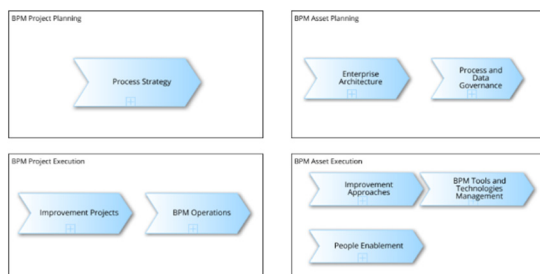 BPM Project Planning
Process Strategy
BPM Asset Planning
Enterprise
Architecture
Process and
Data
Governance
BPM Project Execution
Improvement Projects
BPM Operations
BPM Asset Execution
Improvement
Approaches
BPM Tools and
Technologies
Management
People Enablement